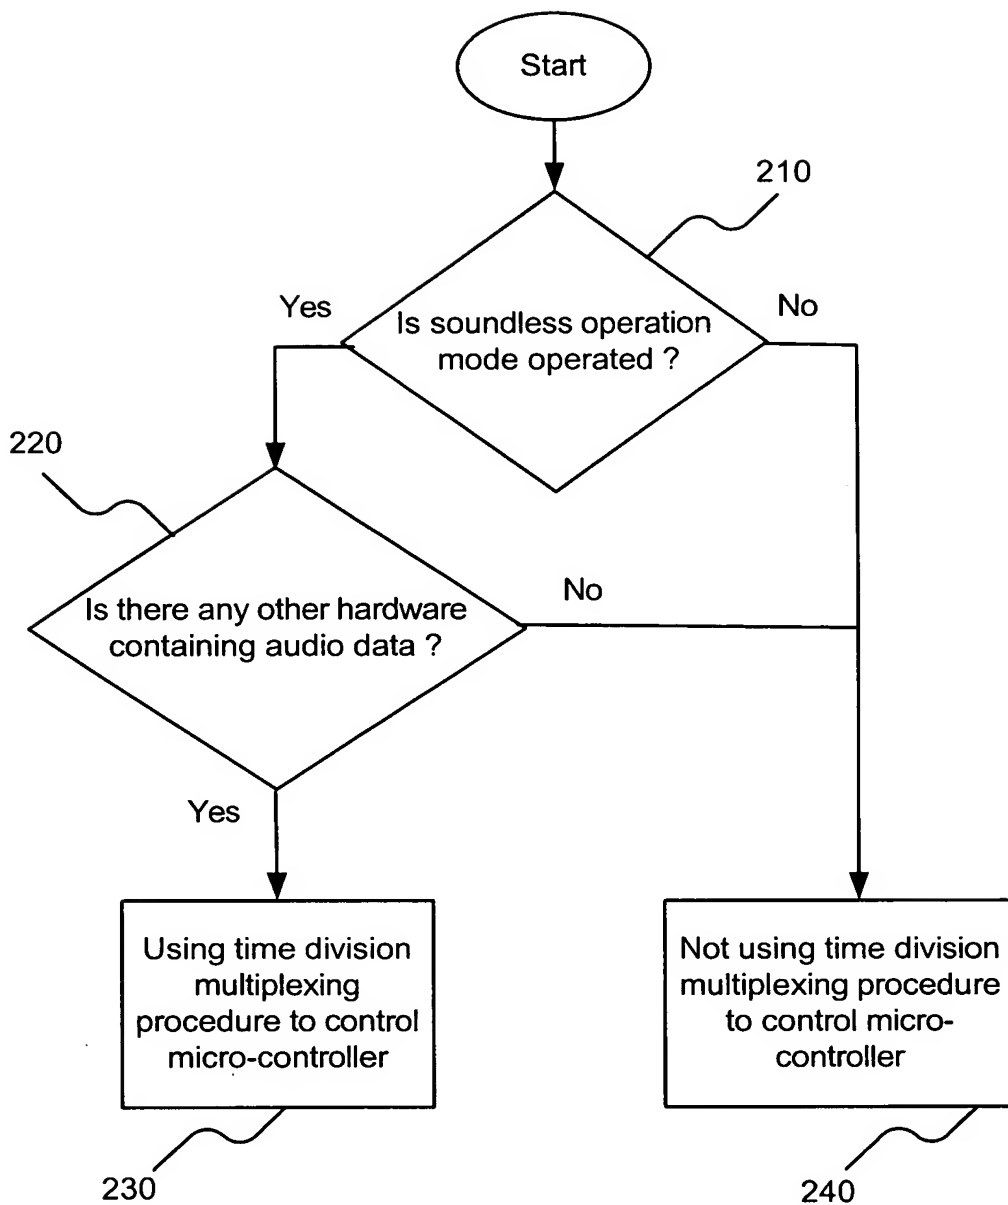 Start
210
Yes
No
Is soundless operation
mode operated ?
220
Is there any other hardware
containing audio data ?
No
Yes
Using time division
multiplexing
procedure to control
micro-controller
Not using time division
multiplexing procedure
to control micro-
controller
230
240